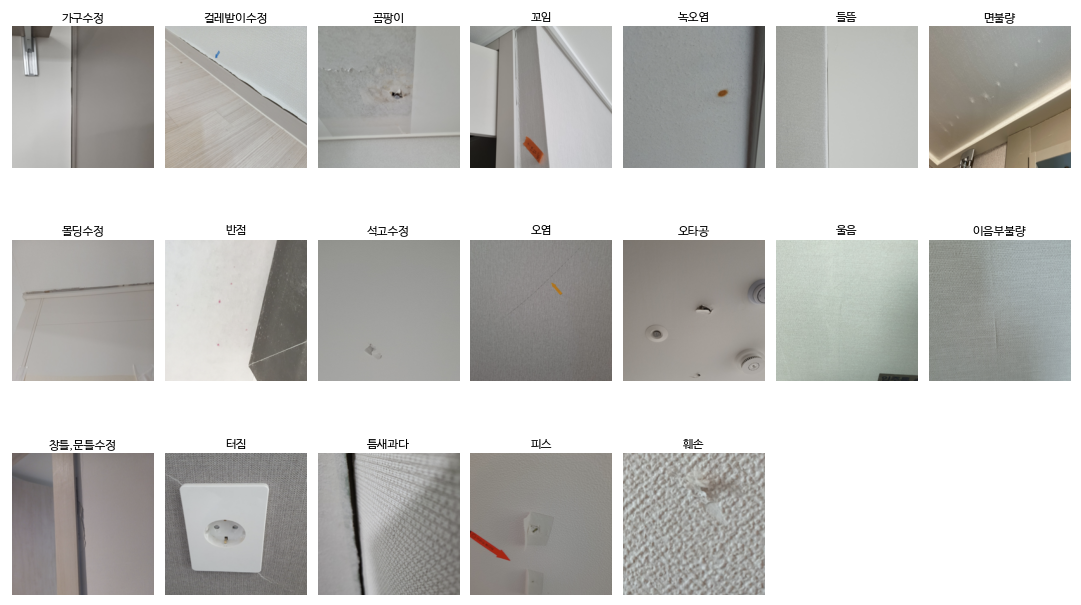 가구수정
걸레받이수정
곰팡이
꼬임
녹오염
들뜸
면불량
몰딩수정
반점
석고수정
오염
오타공
울음
이음부불량
창틀,문틀수정
터짐
틈새과다
피스
훼손